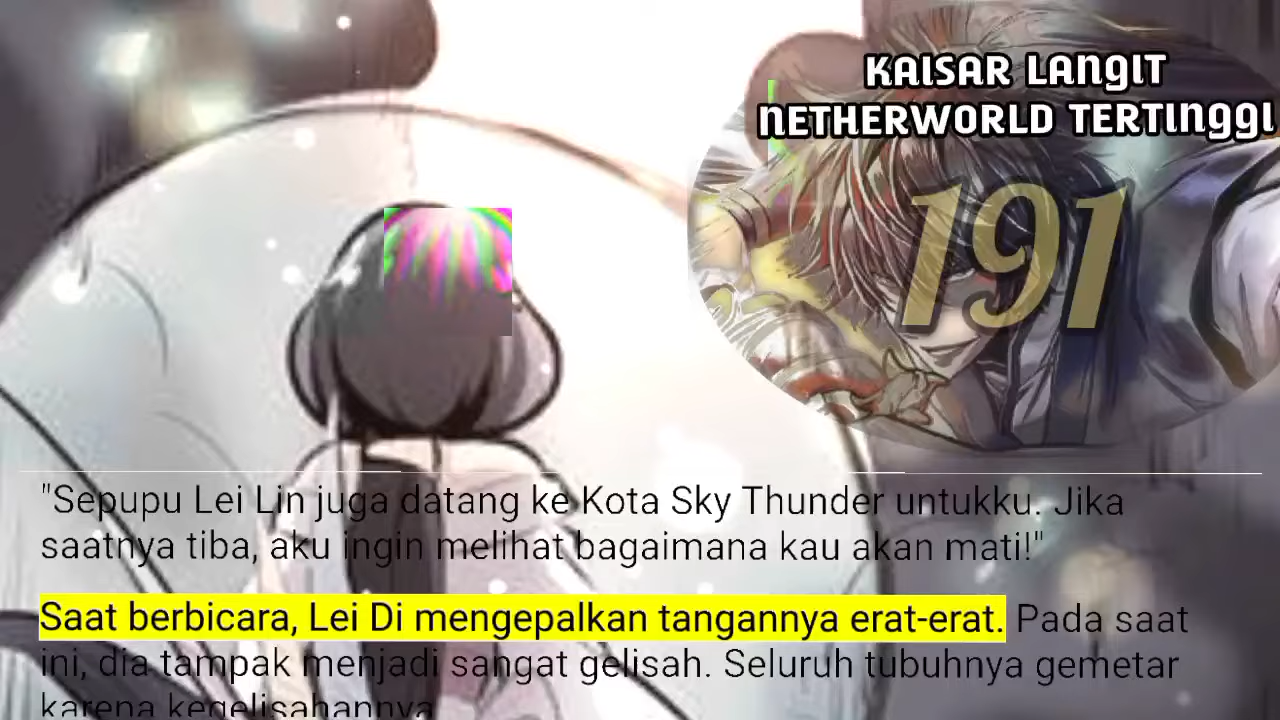 KAISAR LANGIT
NETHERWORLD TERTINGGI
191
"Sepupu Lei Lin juga datang ke Kota Sky Thunder untukku. Jika
saatnya tiba, aku ingin melihat bagaimana kau akan mati!"
Saat berbicara, Lei Di mengepalkan tangannya erat-erat. Pada saat
ini, dia tampak menjadi sangat gelisah. Seluruh tubuhnya gemetar
karena kegelisahannya